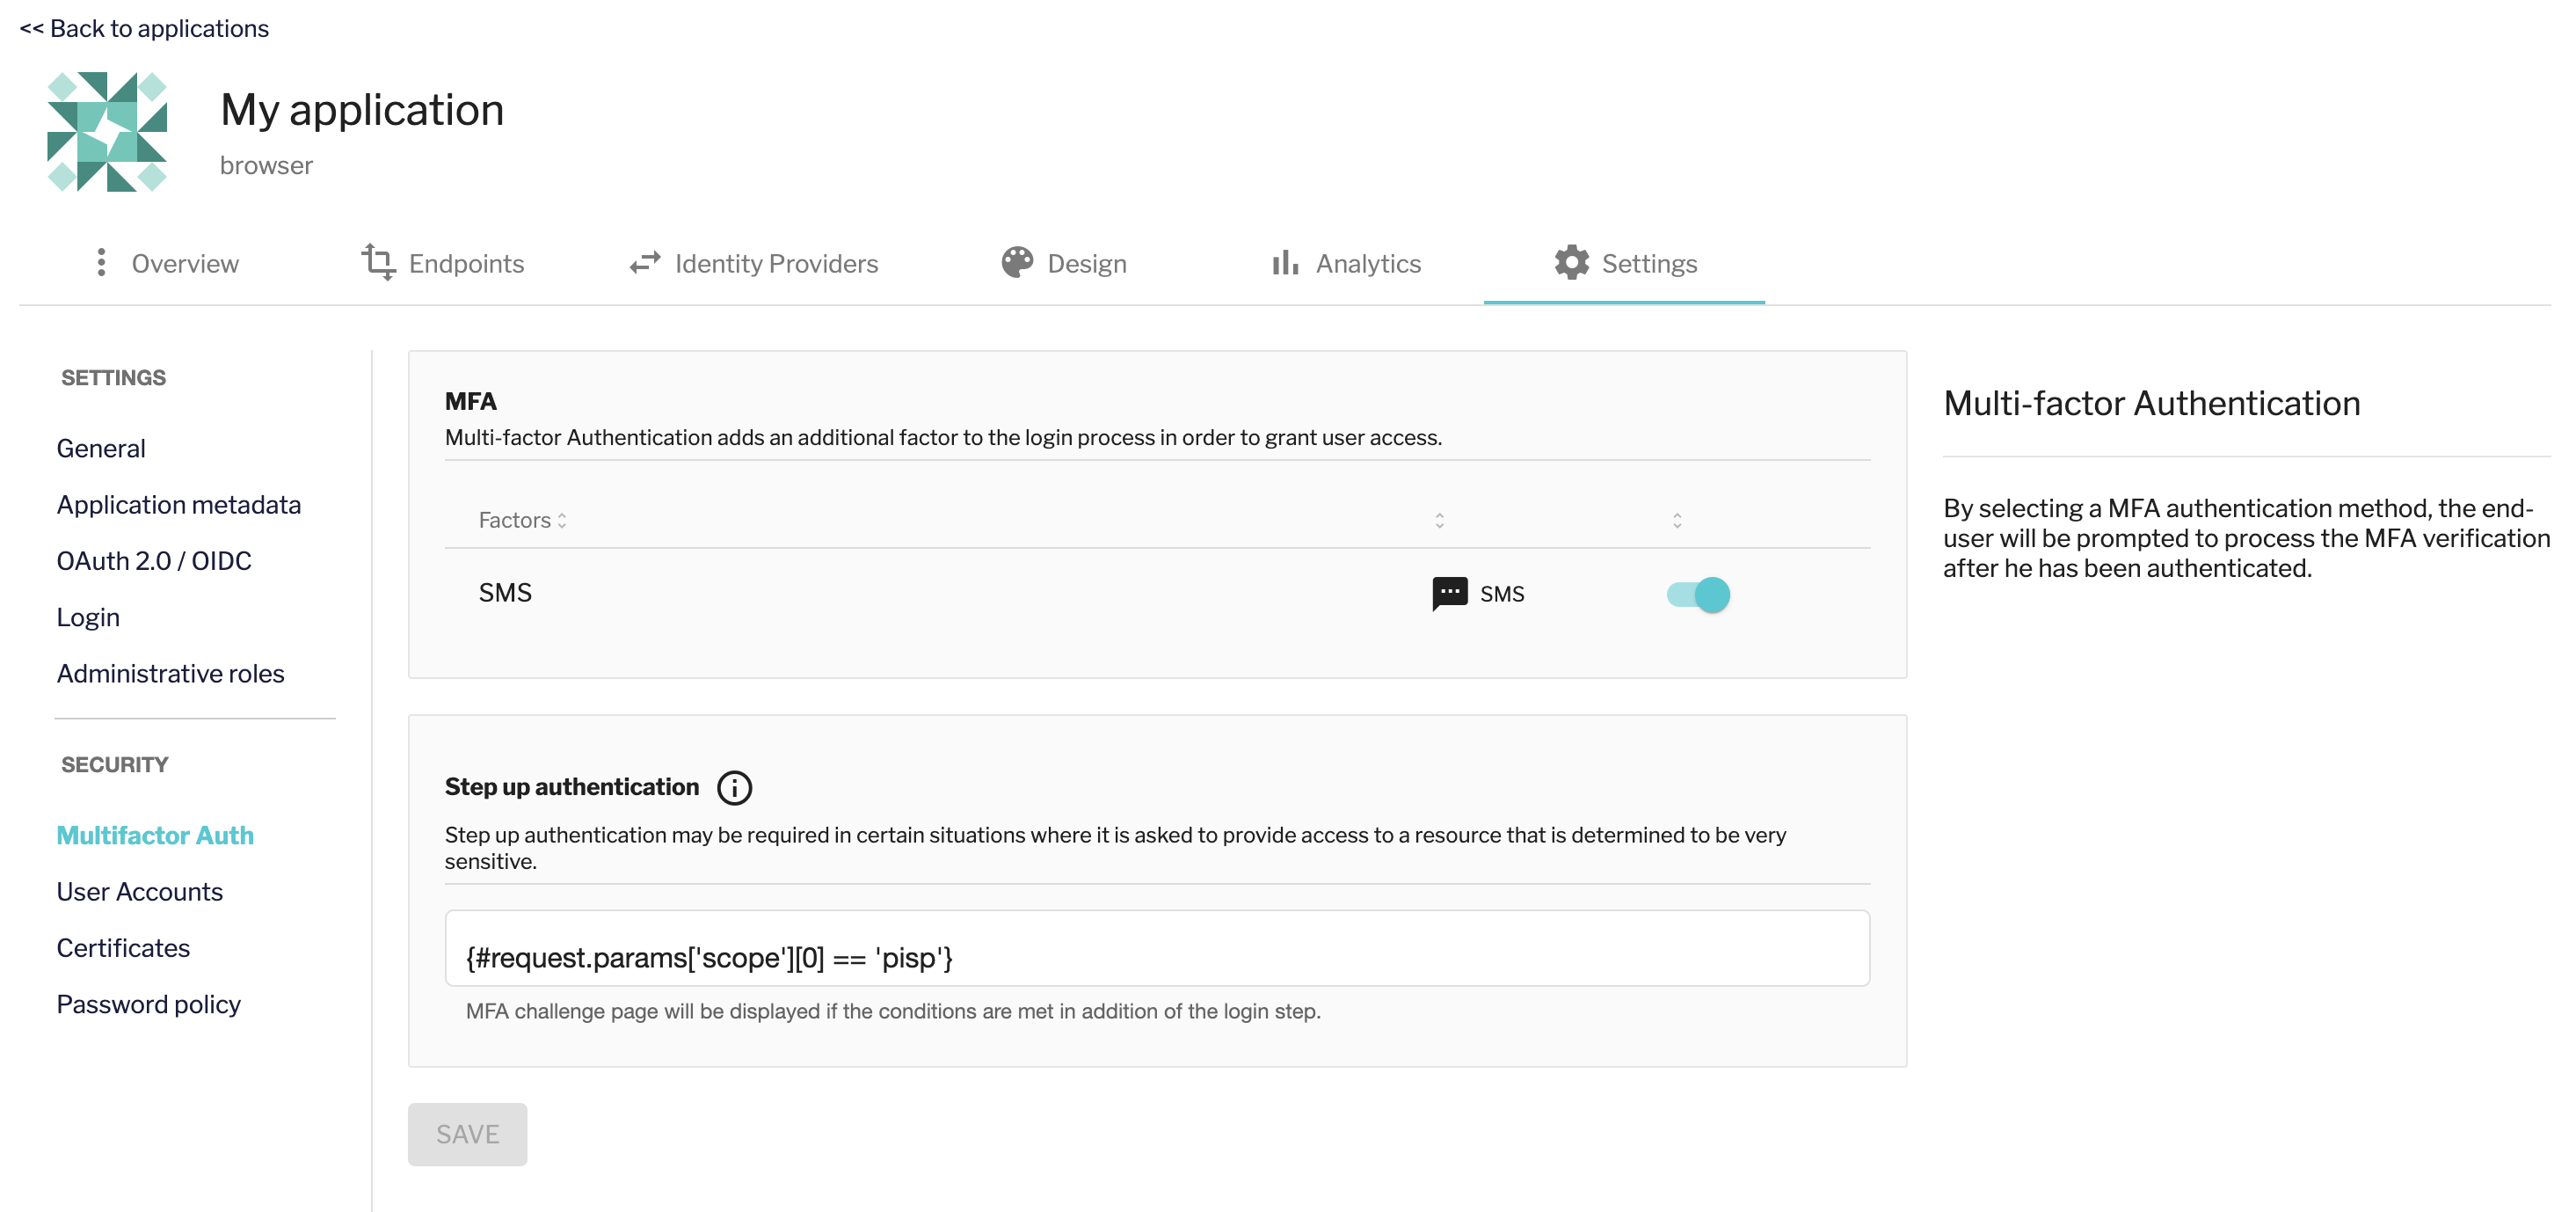 << Back to applications
My application
browser
Overview
Endpoints
Identity Providers
Design
Analytics
Settings
SETTINGS
General
Application metadata
OAuth 2.0 / OIDC
Login
Administrative roles
SECURITY
Multifactor Auth
User Accounts
Certificates
Password policy
MFA
Multi-factor Authentication adds an additional factor to the login process in order to grant user access.
Factors
SMS
SMS
Step up authentication
Step up authentication may be required in certain situations where it is asked to provide access to a resource that is determined to be very
sensitive.
{#request.params['scope'][0] == 'pisp'}
MFA challenge page will be displayed if the conditions are met in addition of the login step.
SAVE
Multi-factor Authentication
By selecting a MFA authentication method, the end-
user will be prompted to process the MFA verification
after he has been authenticated.